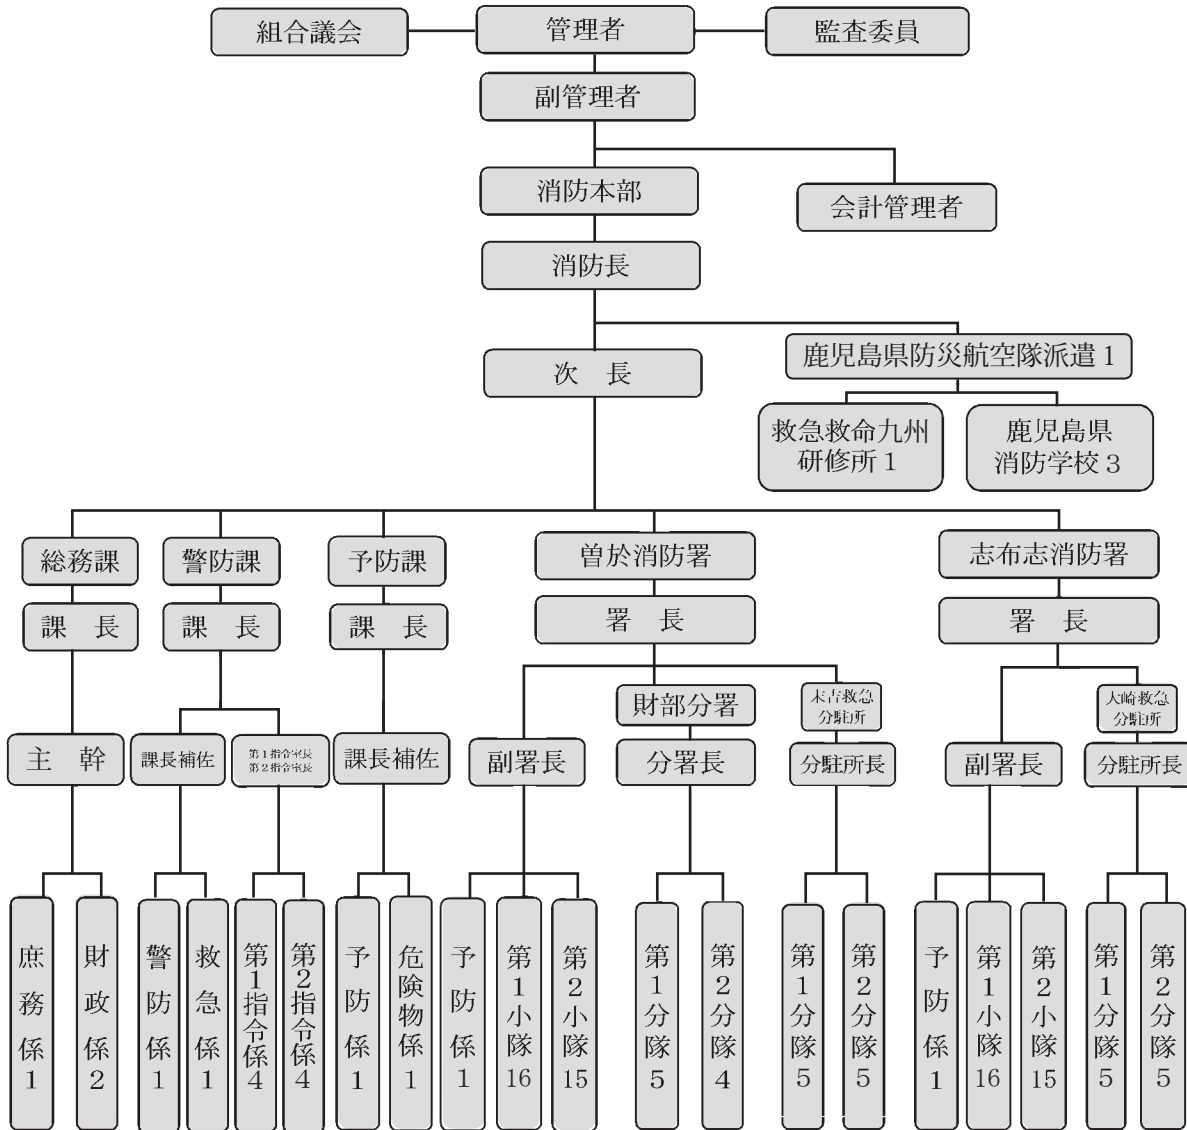 組合議会
管理者
監査委員
副管理者
消防本部
会計管理者
消防長
次　長
鹿児島県防災航空隊派遣1
救急救命九州
研修所1
鹿児島県
消防学校3
総務課
警防課
予防課
曽於消防署
志布志消防署
課　長
課　長
課　長
署　長
署　長
財部分署
末吉救急
分駐所
大崎救急
分駐所
主　幹
課長補佐
第1指令室長
第2指令室長
課長補佐
副署長
分署長
分駐所長
副署長
分駐所長
庶務係1
財政係2
警防係1
救急係1
第1指令係4
第2指令係4
予防係1
危険物係1
予防係1
第1小隊16
第2小隊15
第1分隊5
第2分隊4
第1分隊5
第2分隊5
予防係1
第1小隊16
第2小隊15
第1分隊5
第2分隊5